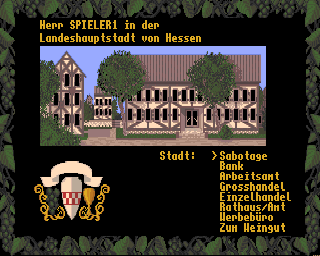 Herr SPIELER1 in der
Landeshauptstadt von Hessen
Stadt: >Sabotage
Bank
Arbeitsamt
Grosshandel
Einzelhandel
Rathaus/Amt
Werbebüro
Zum Weingut